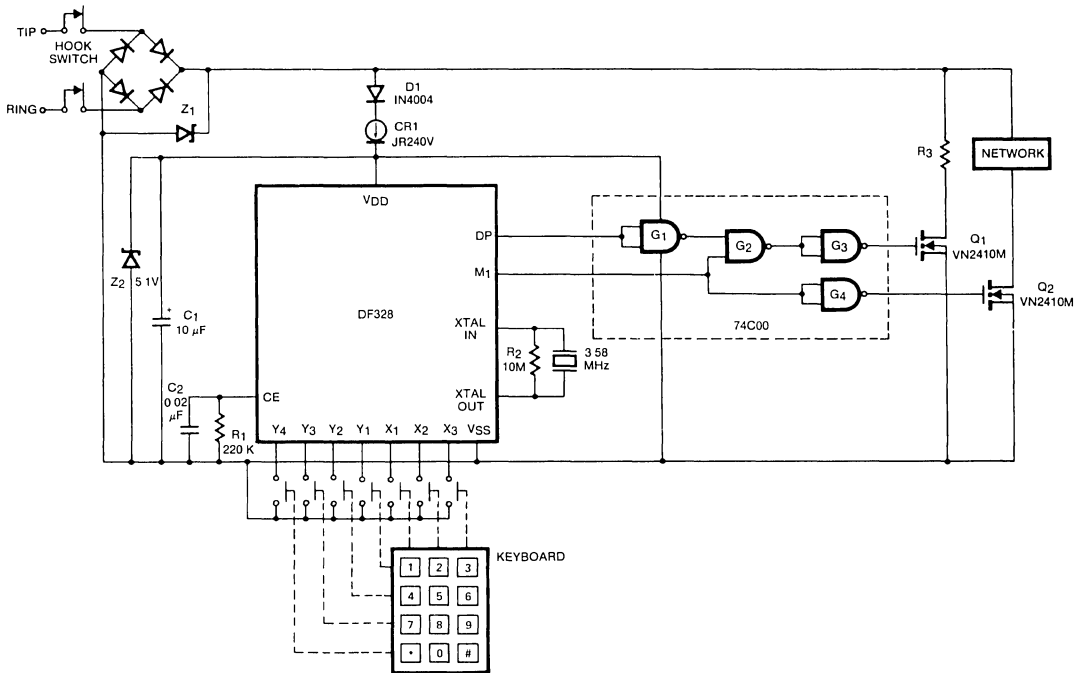 TIP
HOOK
SWITCH
RING
Z1
D1
IN4004
CR1
JR240V
R3
NETWORK
VDD
DP
M1
G1
G2
G3
G4
74C00
Q1
VN2410M
Q2
VN2410M
Z2
5 1V
C1
+
10 µF
DF328
XTAL
IN
R2
10M
3 58
MHz
XTAL
OUT
C2
0 02
µF
CE
R1
220 K
Y4 Y3 Y2 Y1 X1 X2 X3 VSS
KEYBOARD
1 2 3
4 5 6
7 8 9
* 0 #